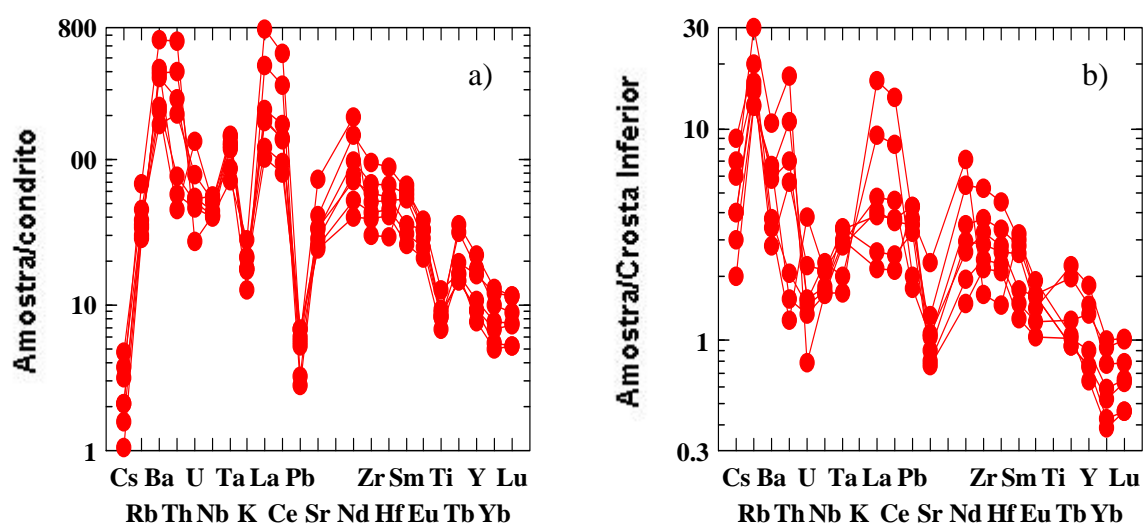 800
a)
00
10
1
Amostra/condrito
Cs Ba U Ta La Pb Zr Sm Ti Y Lu
Rb Th Nb K Ce Sr Nd Hf Eu Tb Yb
30
b)
10
1
0.3
Amostra/Crosta Inferior
Cs Ba U Ta La Pb Zr Sm Ti Y Lu
Rb Th Nb K Ce Sr Nd Hf Eu Tb Yb